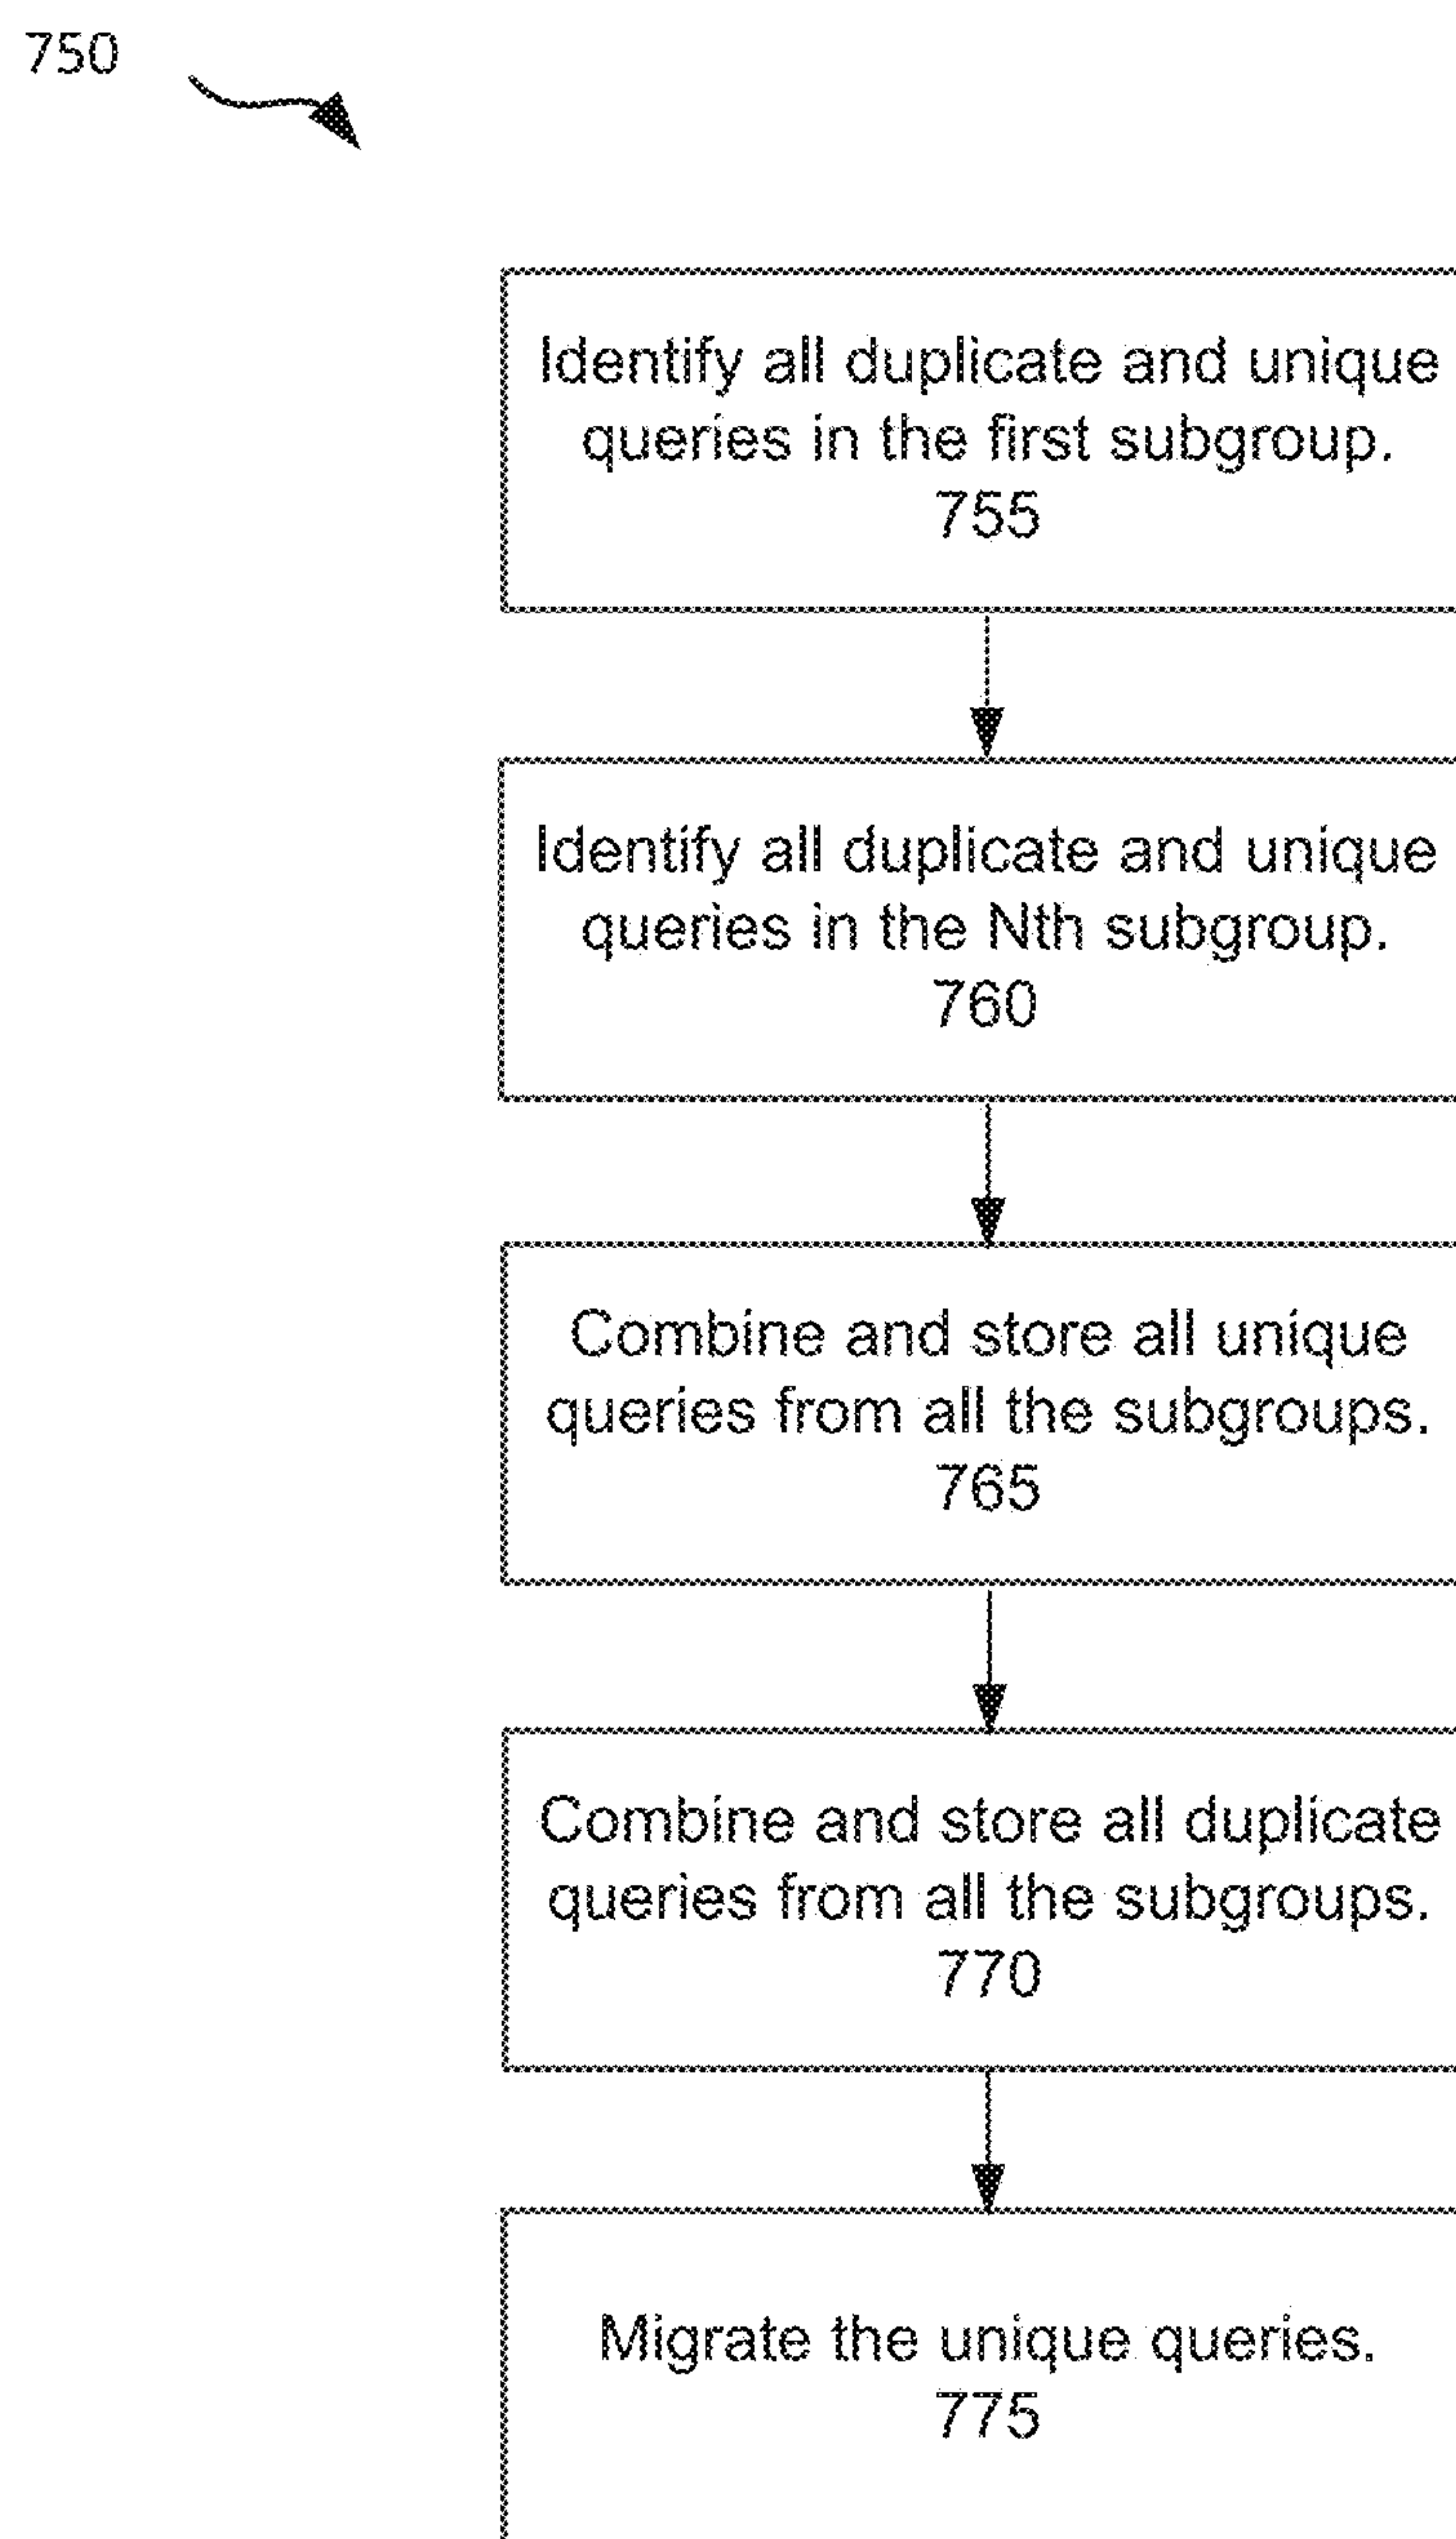 750
Identify all duplicate and unique
queries in the first subgroup.
755
Identify all duplicate and unique
queries in the Nth subgroup.
760
Combine and store all unique
queries from all the subgroups.
765
Combine and store all duplicate
queries from all the subgroups.
770
Migrate the unique queries.
775